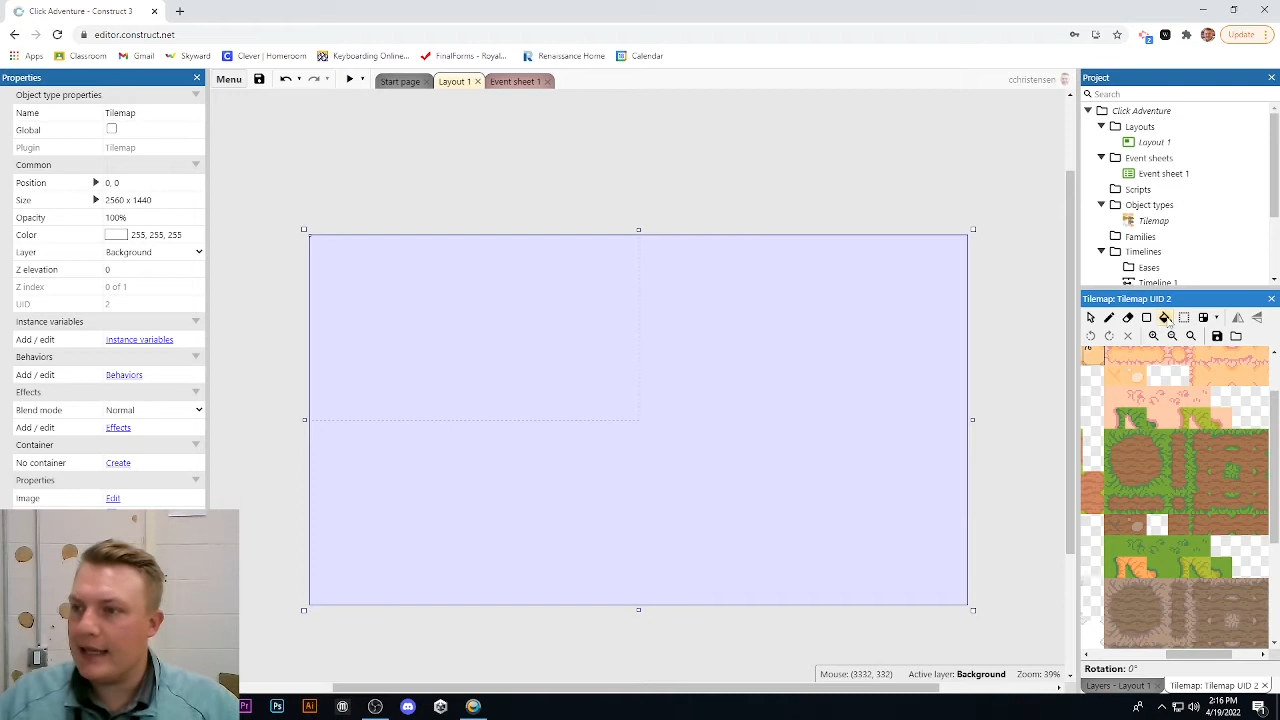 Click Adventure - Construct 3
editor.construct.net
Update
Apps
Classroom
Gmail
Skyward
Clever | Homeroom
Keyboarding Online...
FinalForms - Royal...
Renaissance Home
Calendar
Properties
Menu
Start page
Layout 1
Event sheet 1
cchristensen
Project
Object type properties
Name
Tilemap
Global
Plugin
Tilemap
Common
Position
0, 0
Size
2560 x 1440
Opacity
100%
Color
255, 255, 255
Layer
Background
Z elevation
0
Z index
0 of 1
UID
2
Instance variables
Add / edit
Instance variables
Behaviors
Add / edit
Behaviors
Effects
Blend mode
Normal
Add / edit
Effects
Container
No container
Create
Properties
Image
Edit
Search
Click Adventure
Layouts
Layout 1
Event sheets
Event sheet 1
Scripts
Object types
Tilemap
Families
Timelines
Eases
Timeline 1
Tilemap: Tilemap UID 2
Rotation: 0°
Layers - Layout 1
Tilemap: Tilemap UID 2
Mouse: (3332, 332)
Active layer: Background
Zoom: 39%
Ps
Ai
2:16 PM
4/19/2022